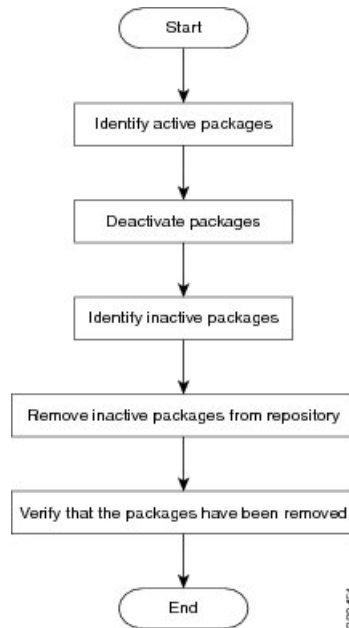 Start
Identify active packages
Deactivate packages
Identify inactive packages
Remove inactive packages from repository
Verify that the packages have been removed
End